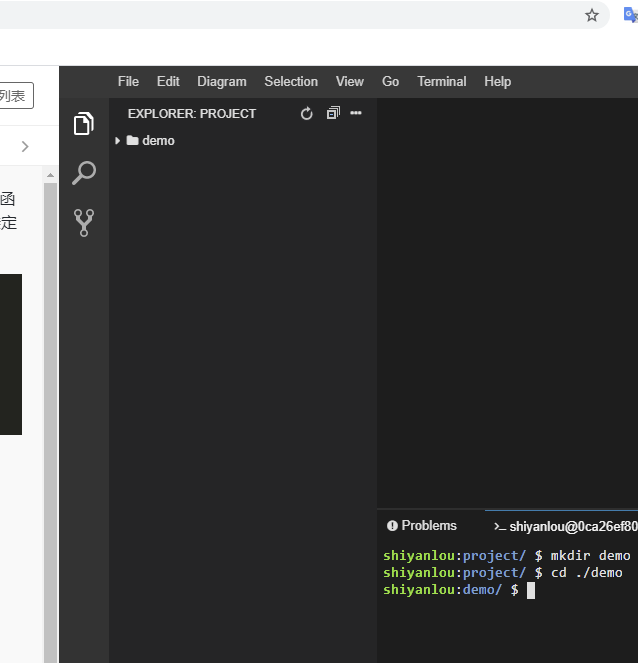 File Edit Diagram Selection View Go Terminal Help
列表
EXPLORER: PROJECT
demo
函
定
Problems
shiyanlou@0ca26ef80
shiyanlou:project/ $ mkdir demo
shiyanlou:project/ $ cd ./demo
shiyanlou:demo/ $